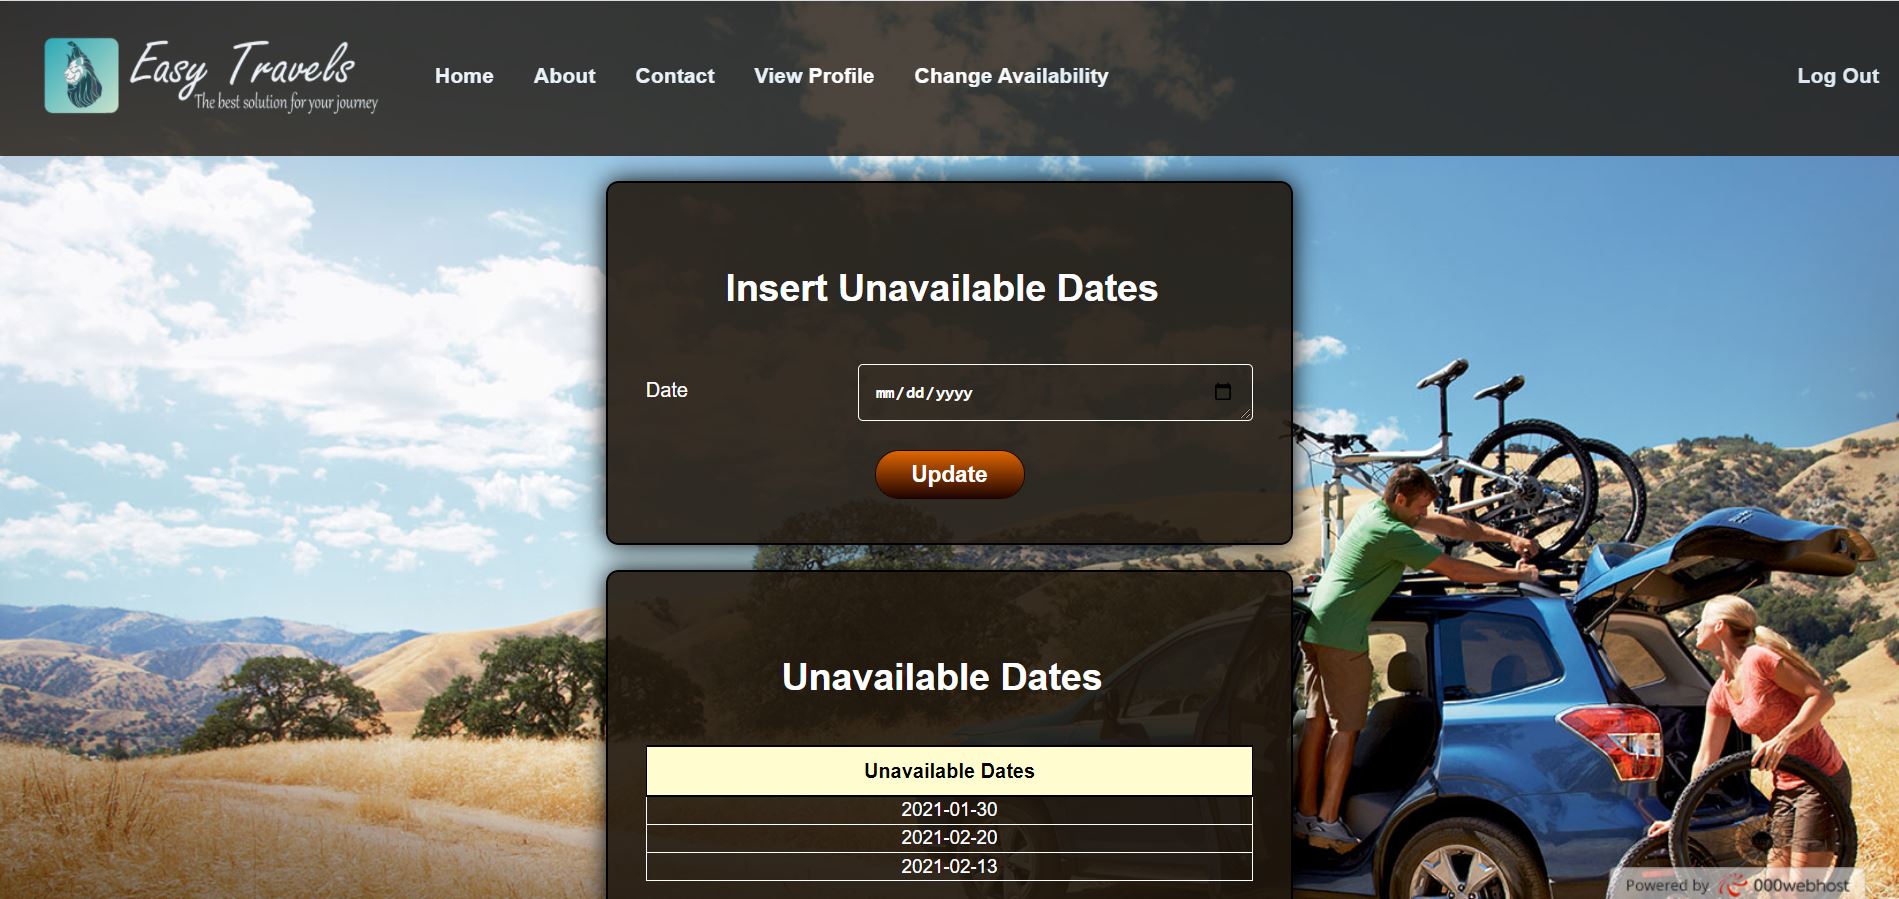 Easy Travels
The best solution for your journey
Home About Contact View Profile Change Availability Log Out
Insert Unavailable Dates
Date mm/dd/yyyy
Update
Unavailable Dates
Unavailable Dates
2021-01-30
2021-02-20
2021-02-13
Powered by 000webhost